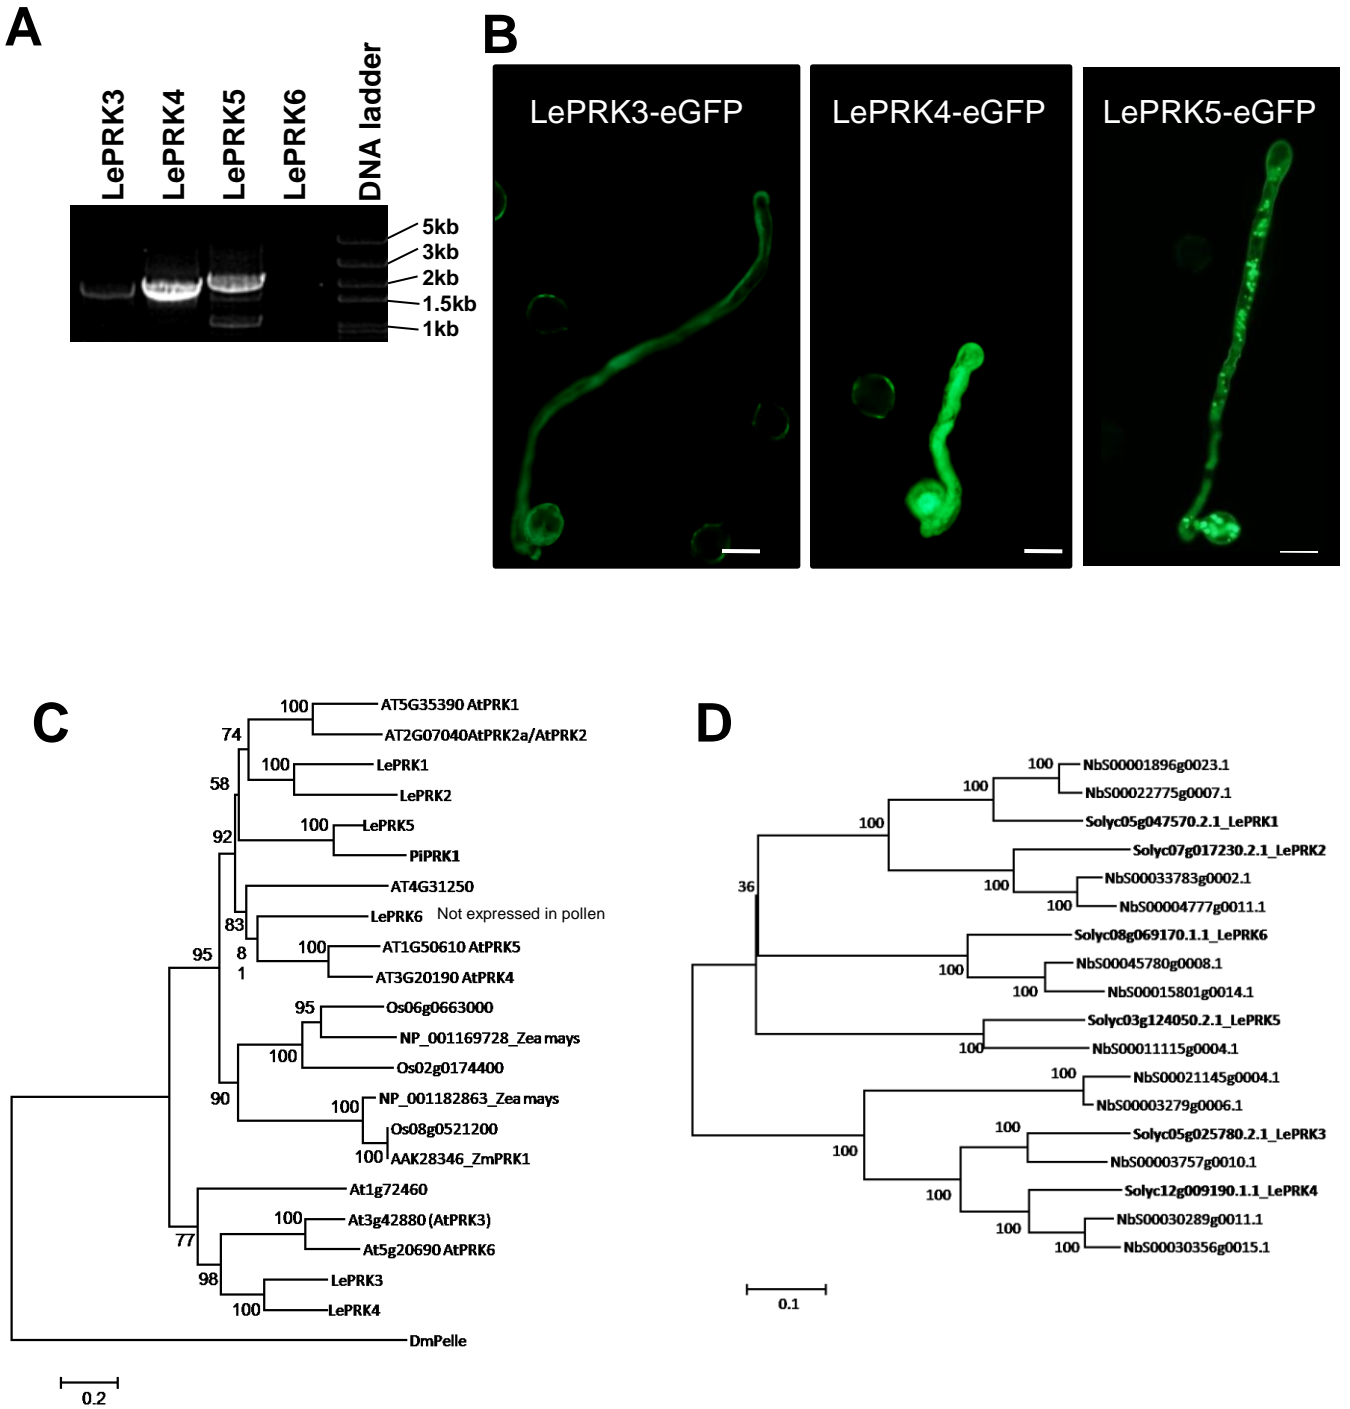 A
LePRK3
LePRK4
LePRK5
LePRK6
DNA ladder
5kb
3kb
2kb
1.5kb
1kb
B
LePRK3-eGFP
LePRK4-eGFP
LePRK5-eGFP
C
100
AT5G35390 AtPRK1
74
AT2G07040AtPRK2a/AtPRK2
100
LePRK1
58
LePRK2
100
LePRK5
92
PiPRK1
AT4G31250
83
LePRK6 Not expressed in pollen
8
1
100
AT1G50610 AtPRK5
95
AT3G20190 AtPRK4
95
Os06g0663000
NP_001169728_Zea mays
100
Os02g0174400
90
100
NP_001182863_Zea mays
Os08g0521200
100
AAK28346_ZmPRK1
At1g72460
100
At3g42880 (AtPRK3)
77
At5g20690 AtPRK6
98
LePRK3
100
LePRK4
DmPelle
0.2
D
100
NbS00001896g0023.1
100
NbS00022775g0007.1
100
Solyc05g047570.2.1_LePRK1
Solyc07g017230.2.1_LePRK2
36
100
NbS00033783g0002.1
100
NbS00004777g0011.1
Solyc08g069170.1.1_LePRK6
100
NbS00045780g0008.1
100
NbS00015801g0014.1
Solyc03g124050.2.1_LePRK5
100
NbS00011115g0004.1
100
NbS00021145g0004.1
NbS00003279g0006.1
100
100
Solyc05g025780.2.1_LePRK3
NbS00003757g0010.1
100
Solyc12g009190.1.1_LePRK4
100
NbS00030289g0011.1
100
NbS00030356g0015.1
0.1